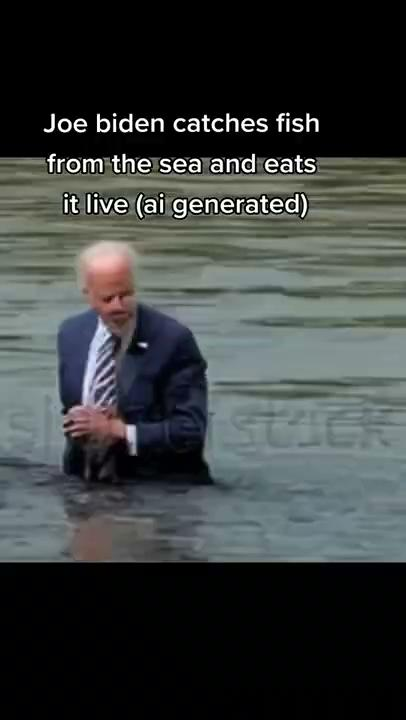 Joe biden catches fish
from the sea and eats
it live (ai generated)